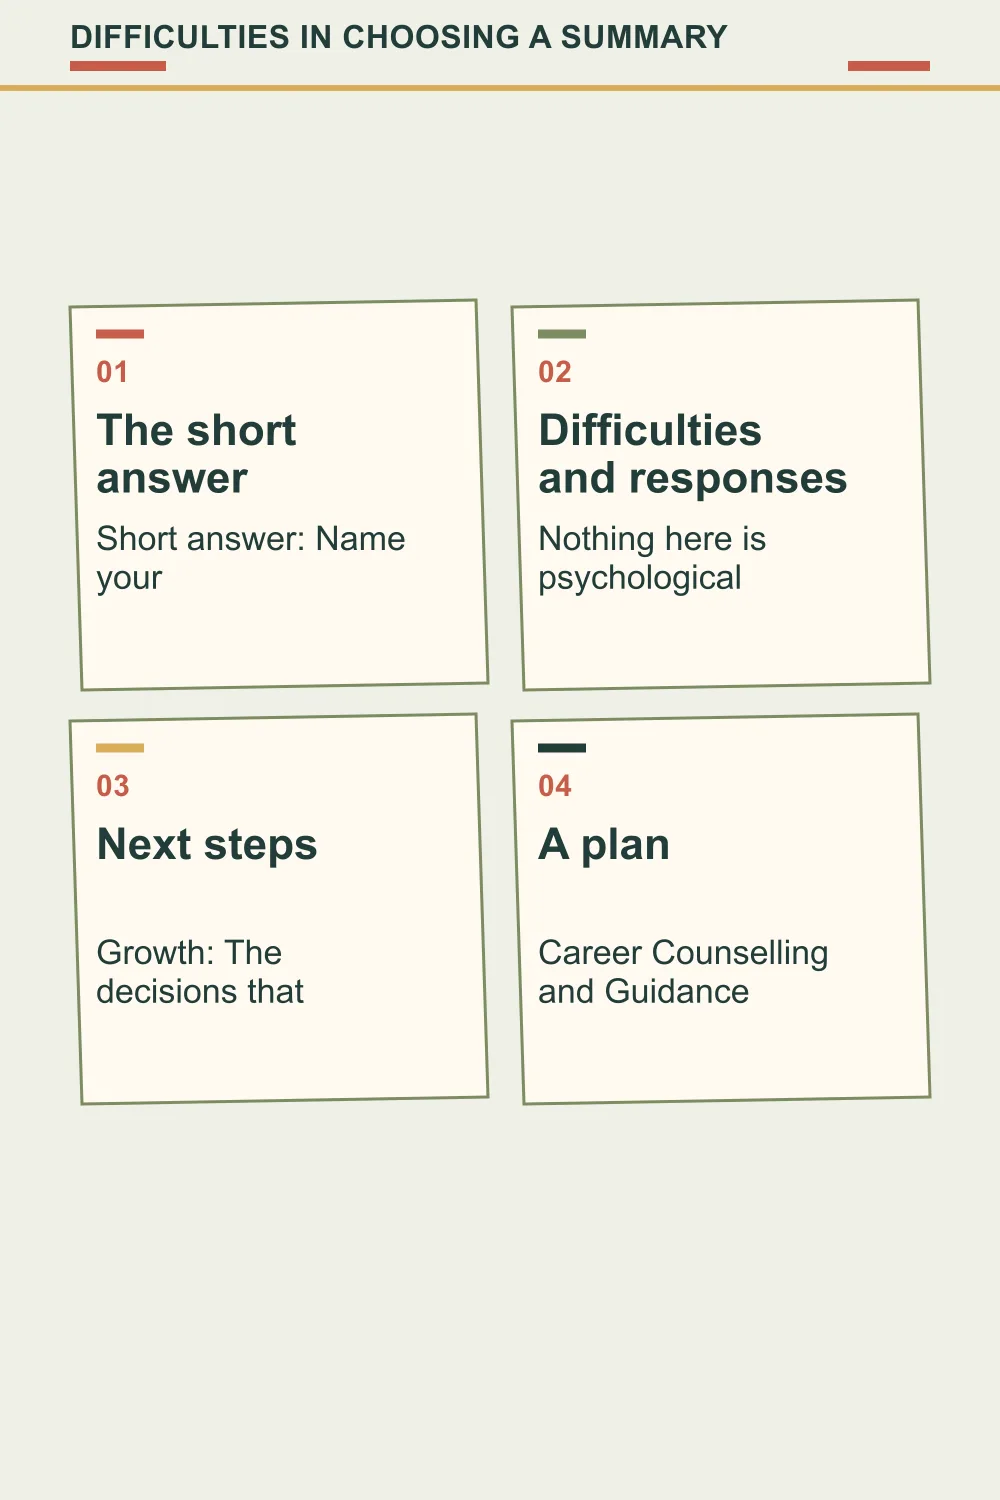 DIFFICULTIES IN CHOOSING A SUMMARY
01
The short
answer
Short answer: Name
your
02
Difficulties
and responses
Nothing here is
psychological
03
Next steps
Growth: The
decisions that
04
A plan
Career Counselling
and Guidance